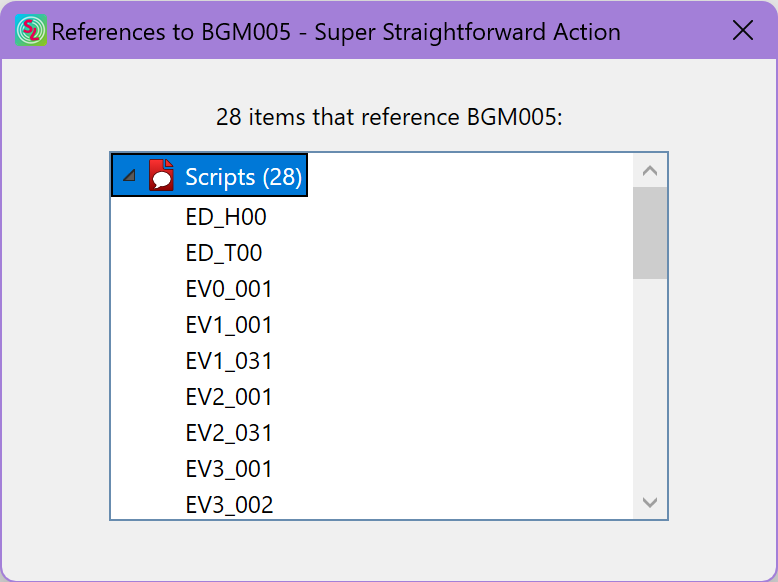 References to BGM005 - Super Straightforward Action
28 items that reference BGM005:
Scripts (28)
ED_H00
ED_T00
EV0_001
EV1_001
EV1_031
EV2_001
EV2_031
EV3_001
EV3_002